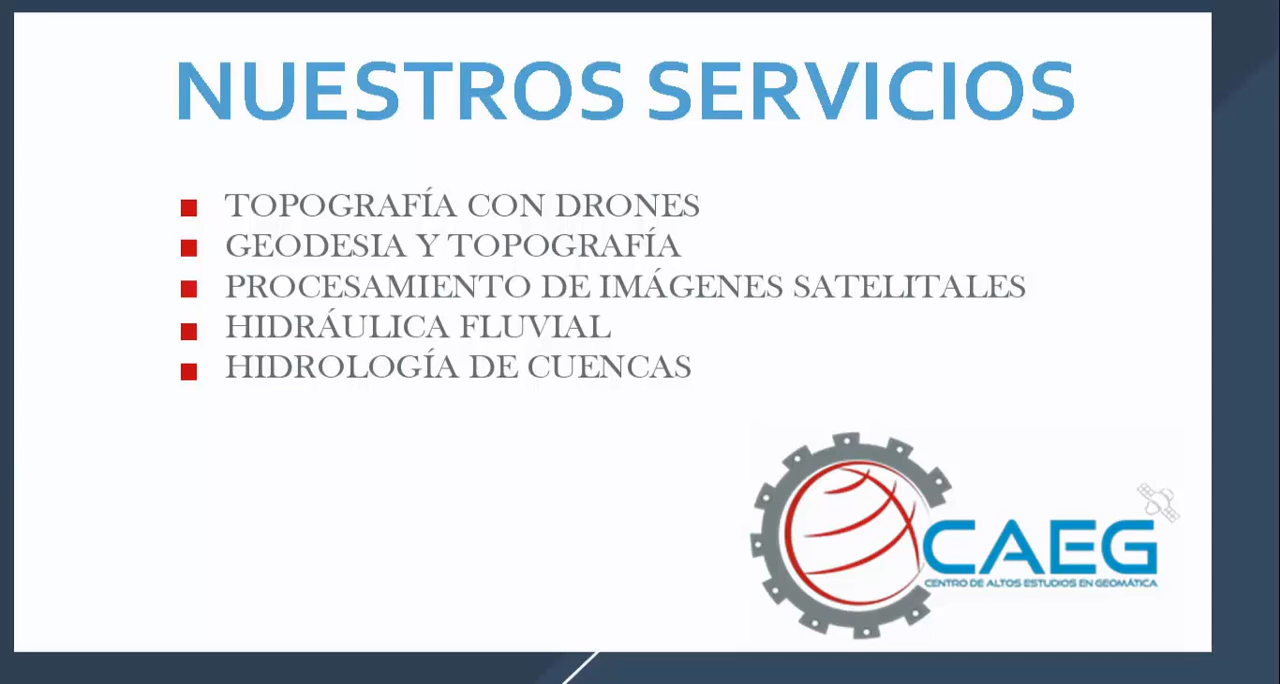 NUESTROS SERVICIOS
TOPOGRAFÍA CON DRONES
GEODESIA Y TOPOGRAFÍA
PROCESAMIENTO DE IMÁGENES SATELITALES
HIDRÁULICA FLUVIAL
HIDROLOGÍA DE CUENCAS
CAEG
CENTRO DE ALTOS ESTUDIOS EN GEOMÁTICA